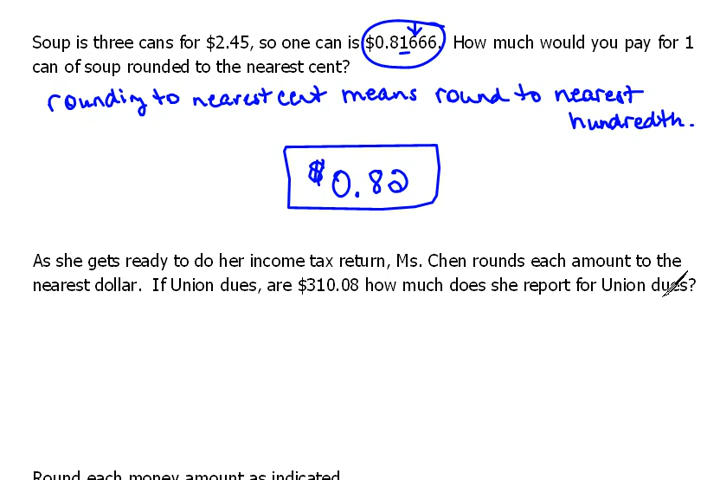 Soup is three cans for $2.45, so one can is $0.81666. How much would you pay for 1
can of soup rounded to the nearest cent?
rounding to nearest cent means round to nearest
hundredth.
$0.82
As she gets ready to do her income tax return, Ms. Chen rounds each amount to the
nearest dollar. If Union dues, are $310.08 how much does she report for Union dues?
Round each money amount as indicated.